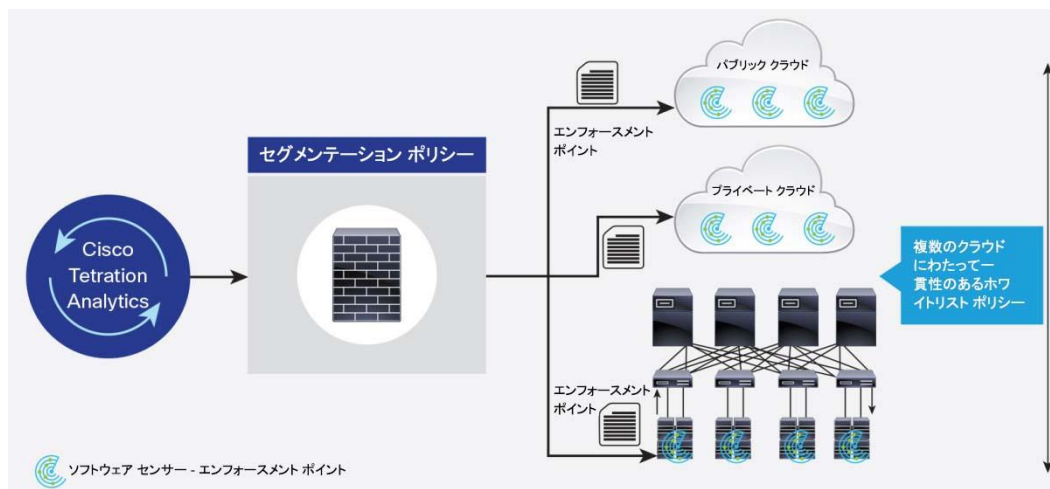 Cisco
Tetration
Analytics
セグメンテーション ポリシー
エンフォースメント
ポイント
パブリック クラウド
プライベート クラウド
複数のクラウド
にわたって一
貫性のあるホワ
イトリスト ポリシー
エンフォースメント
ポイント
ソフトウェア センサー - エンフォースメント ポイント